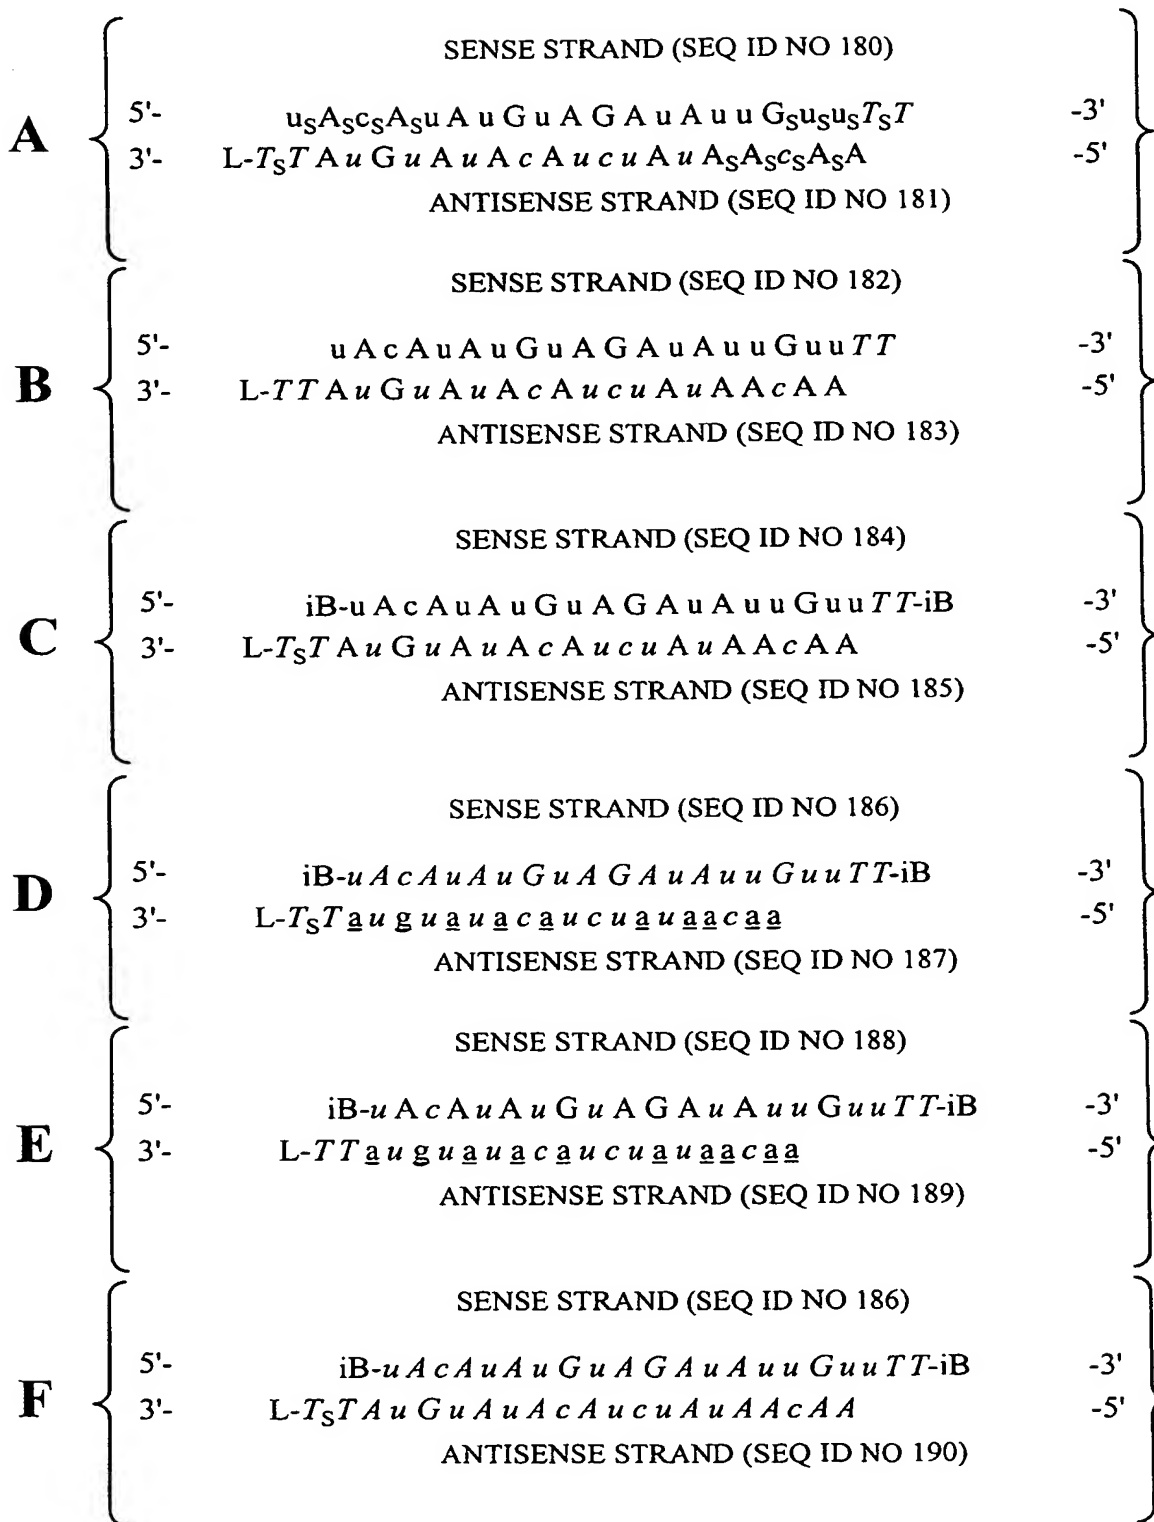 SENSE STRAND (SEQ ID NO 180)
A
5'- usAscsAsu A u G u A G A u A u u GsususTsT -3'
3'- L-TsT A u G u A u A c A u c u A u AsAscsAsA -5'
ANTISENSE STRAND (SEQ ID NO 181)
SENSE STRAND (SEQ ID NO 182)
B
5'- u A c A u A u G u A G A u A u u G u u T T -3'
3'- L-T T A u G u A u A c A u c u A u A A c A A -5'
ANTISENSE STRAND (SEQ ID NO 183)
SENSE STRAND (SEQ ID NO 184)
C
5'- iB-u A c A u A u G u A G A u A u u G u u T T-iB -3'
3'- L-TsT A u G u A u A c A u c u A u A A c A A -5'
ANTISENSE STRAND (SEQ ID NO 185)
SENSE STRAND (SEQ ID NO 186)
D
5'- iB-u A c A u A u G u A G A u A u u G u u T T-iB -3'
3'- L-TsT a u g u a u a c a u c u a u a a c a a -5'
ANTISENSE STRAND (SEQ ID NO 187)
SENSE STRAND (SEQ ID NO 188)
E
5'- iB-u A c A u A u G u A G A u A u u G u u T T-iB -3'
3'- L-T T a u g u a u a c a u c u a u a a c a a -5'
ANTISENSE STRAND (SEQ ID NO 189)
SENSE STRAND (SEQ ID NO 186)
F
5'- iB-u A c A u A u G u A G A u A u u G u u T T-iB -3'
3'- L-TsT A u G u A u A c A u c u A u A A c A A -5'
ANTISENSE STRAND (SEQ ID NO 190)